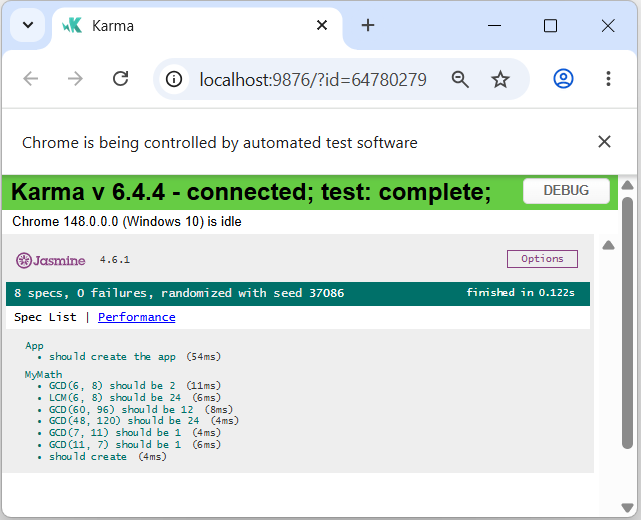 Karma
localhost:9876/?id=64780279
Chrome is being controlled by automated test software
Karma v 6.4.4 - connected; test: complete;
DEBUG
Chrome 148.0.0.0 (Windows 10) is idle
Jasmine 4.6.1
Options
8 specs, 0 failures, randomized with seed 37086
finished in 0.122s
Spec List | Performance
App
• should create the app (54ms)
MyMath
• GCD(6, 8) should be 2 (11ms)
• LCM(6, 8) should be 24 (6ms)
• GCD(60, 96) should be 12 (8ms)
• GCD(48, 120) should be 24 (4ms)
• GCD(7, 11) should be 1 (4ms)
• GCD(11, 7) should be 1 (6ms)
• should create (4ms)